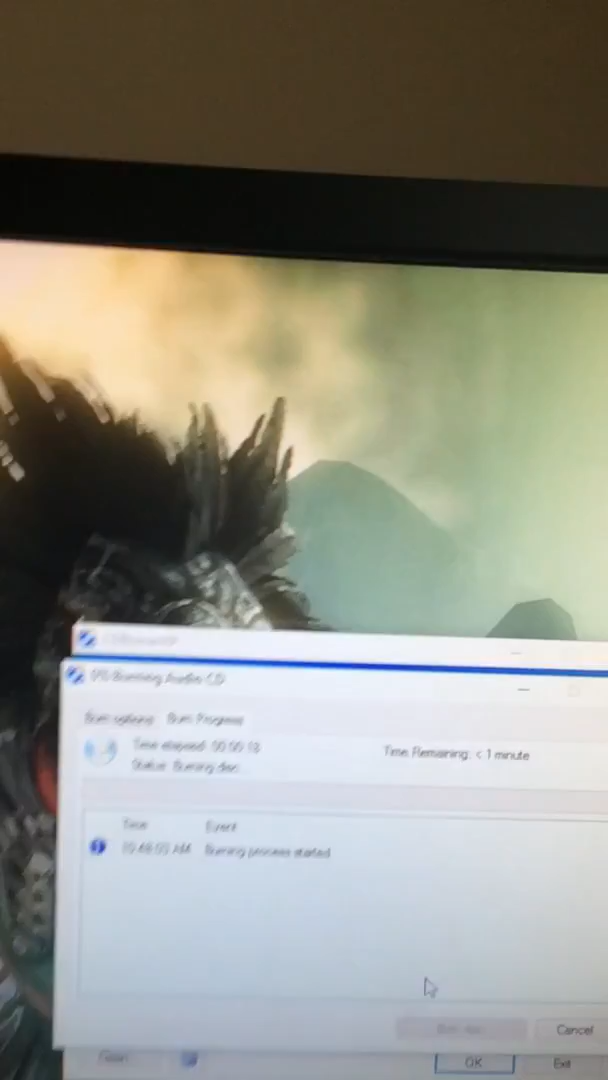 Burning Audio CD
Burn options Burn Progress
Time elapsed: 00:00:18
Time Remaining: < 1 minute
Status: Burning disc
Time Event
Burning process started
Cancel
OK Exit